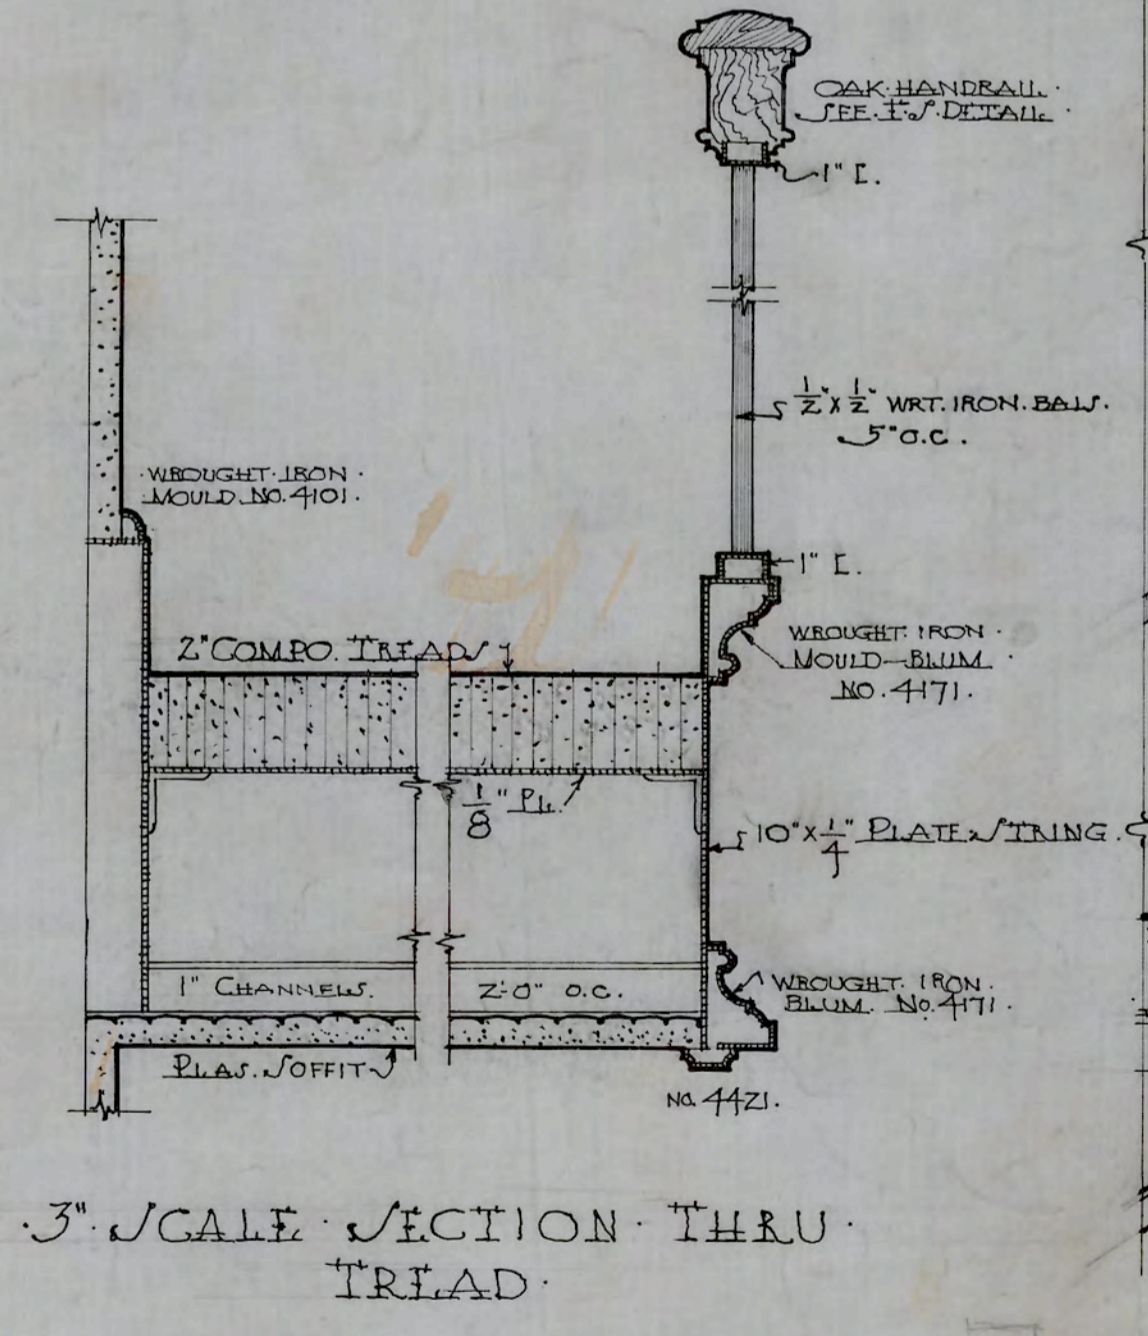 OAK HANDRAIL.
SEE F.S. DETAIL.
1" [.
1/2" x 1/2" WRT. IRON. BALS.
5" O.C.
WROUGHT IRON
MOULD NO. 4101.
1" [.
WROUGHT IRON
MOULD-BLUM
NO. 4171.
2" COMPO. TREADS
1/8" PL.
10" x 1/4" PLATE STRING.
1" CHANNELS. 2'-0" O.C.
WROUGHT. IRON.
BLUM. NO. 4171.
PLAS. SOFFIT
NO. 4421.
3" SCALE SECTION THRU
TREAD.